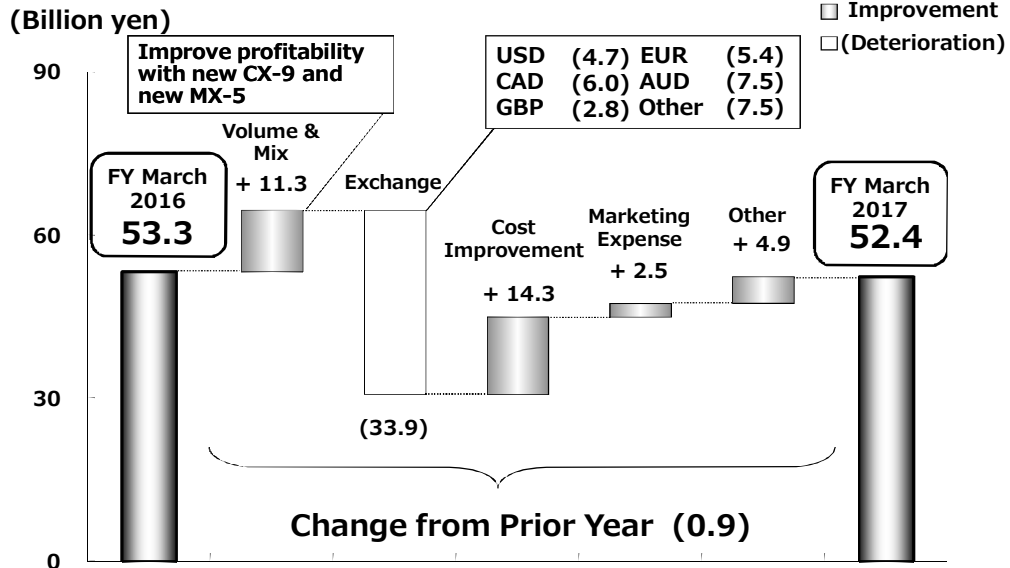 (Billion yen)
Improvement
(Deterioration)
90
60
30
0
Improve profitability
with new CX-9 and
new MX-5
USD (4.7) EUR (5.4)
CAD (6.0) AUD (7.5)
GBP (2.8) Other (7.5)
FY March
2016
53.3
Volume &
Mix
+ 11.3
Exchange
(33.9)
Cost
Improvement
+ 14.3
Marketing
Expense
+ 2.5
Other
+ 4.9
FY March
2017
52.4
Change from Prior Year (0.9)